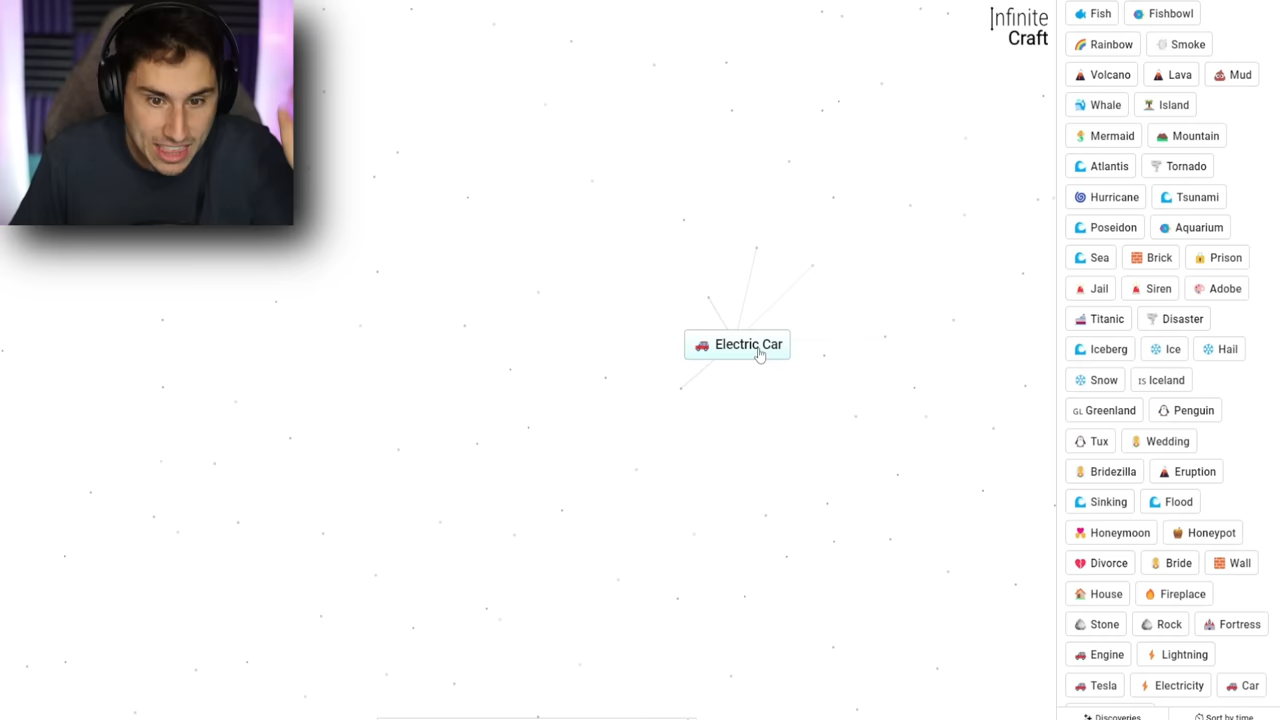 Infinite
Craft
Fish Fishbowl
Rainbow Smoke
Volcano Lava Mud
Whale Island
Mermaid Mountain
Atlantis Tornado
Hurricane Tsunami
Poseidon Aquarium
Sea Brick Prison
Jail Siren Adobe
Titanic Disaster
Electric Car
Iceberg Ice Hail
Snow IS Iceland
GL Greenland Penguin
Tux Wedding
Bridezilla Eruption
Sinking Flood
Honeymoon Honeypot
Divorce Bride Wall
House Fireplace
Stone Rock Fortress
Engine Lightning
Tesla Electricity Car
Discoveries Sort by time